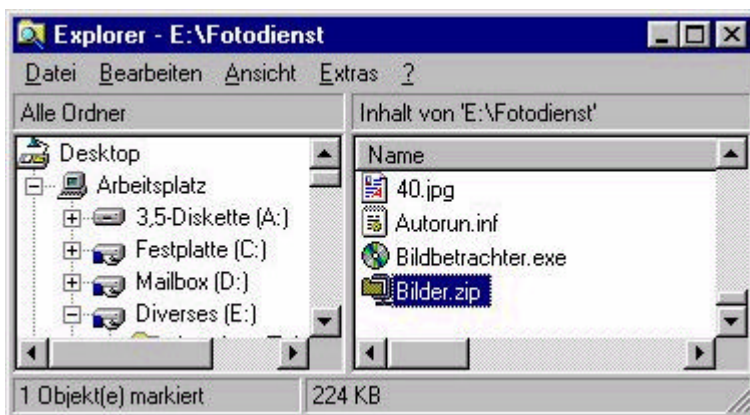 Explorer - E:\Fotodienst
Datei Bearbeiten Ansicht Extras ?
Alle Ordner
Inhalt von 'E:\Fotodienst'
Desktop
Arbeitsplatz
3,5-Diskette (A:)
Festplatte (C:)
Mailbox (D:)
Diverses (E:)
Name
40.jpg
Autorun.inf
Bildbetrachter.exe
Bilder.zip
1 Objekt(e) markiert
224 KB